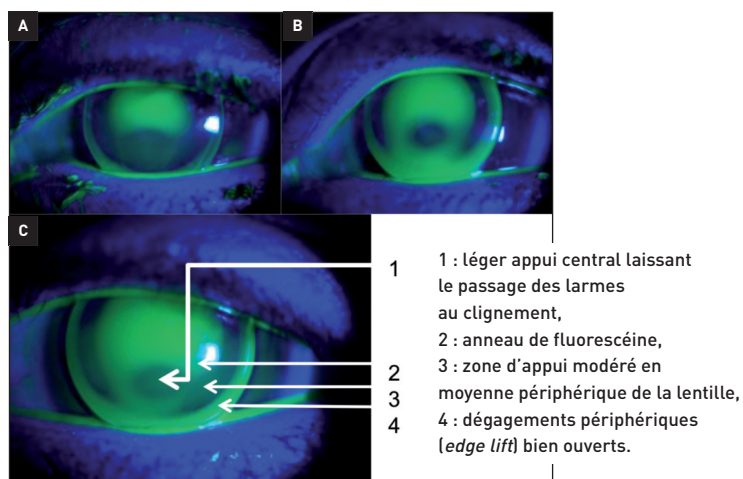 A
B
C
1
2
3
4
1 : léger appui central laissant
le passage des larmes
au clignement,
2 : anneau de fluorescéine,
3 : zone d'appui modéré en
moyenne périphérique de la lentille,
4 : dégagements périphériques
(edge lift) bien ouverts.